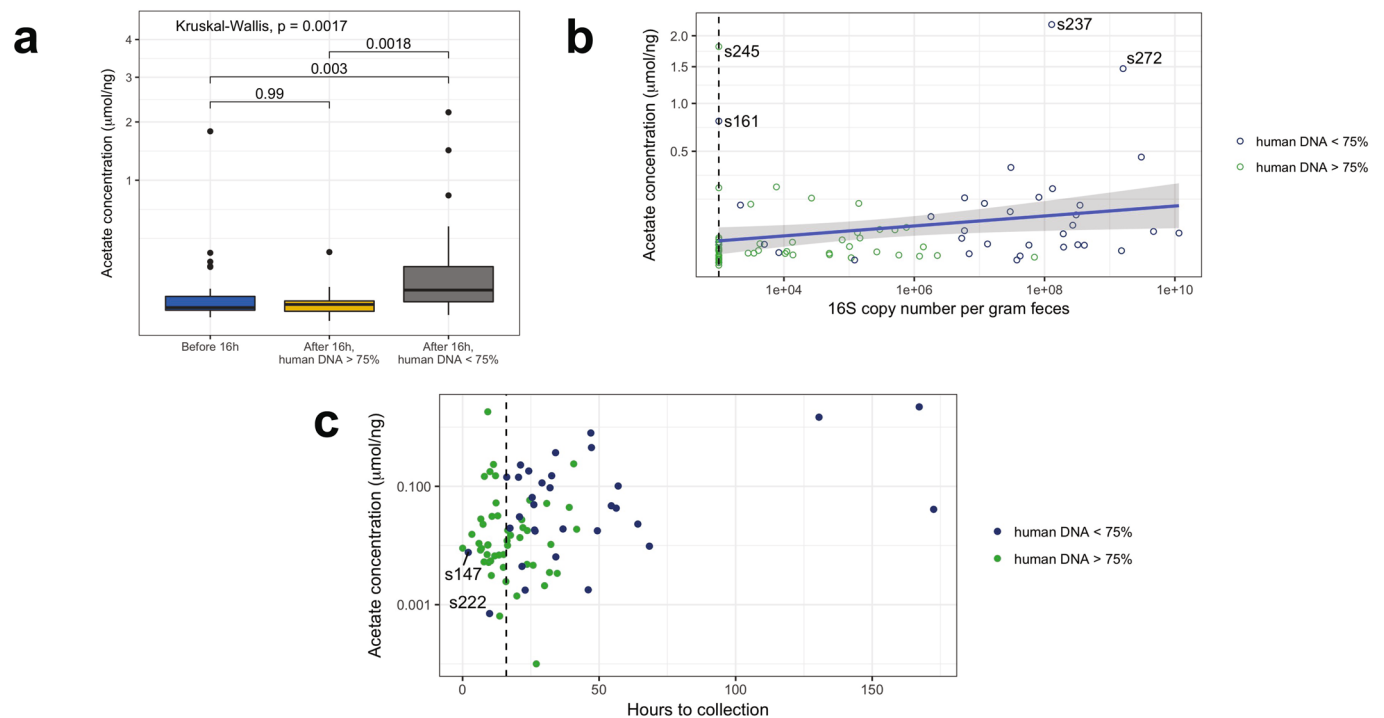 a
Kruskal-Wallis, p = 0.0017
0.0018
0.003
0.99
4
3
2
1
Acetate concentration (μmol/ng)
Before 16h
After 16h,
human DNA > 75%
After 16h,
human DNA < 75%
b
s237
s245
s272
s161
2.0
1.5
1.0
0.5
Acetate concentration (μmol/ng)
1e+04
1e+06
1e+08
1e+10
16S copy number per gram feces
human DNA < 75%
human DNA > 75%
c
Acetate concentration (μmol/ng)
0.100
0.001
s147
s222
0
50
100
150
Hours to collection
human DNA < 75%
human DNA > 75%